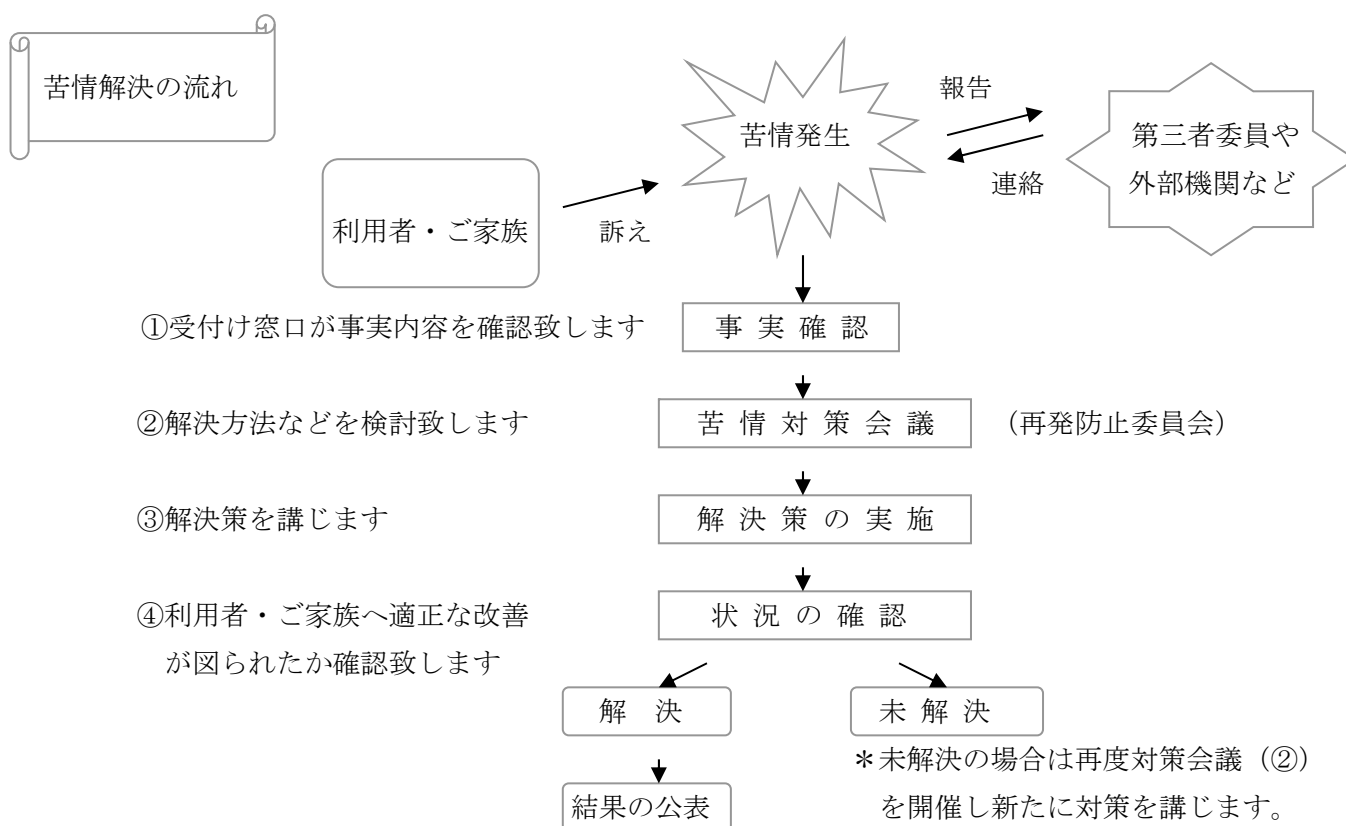 苦情解決の流れ
苦情発生
報告
連絡
第三者委員や
外部機関など
利用者・ご家族
訴え
①受付け窓口が事実内容を確認致します
事実確認
②解決方法などを検討致します
苦情対策会議
（再発防止委員会）
③解決策を講じます
解決策の実施
④利用者・ご家族へ適正な改善
が図られたか確認致します
状況の確認
解　決
未解決
結果の公表
＊未解決の場合は再度対策会議（②）
を開催し新たに対策を講じます。